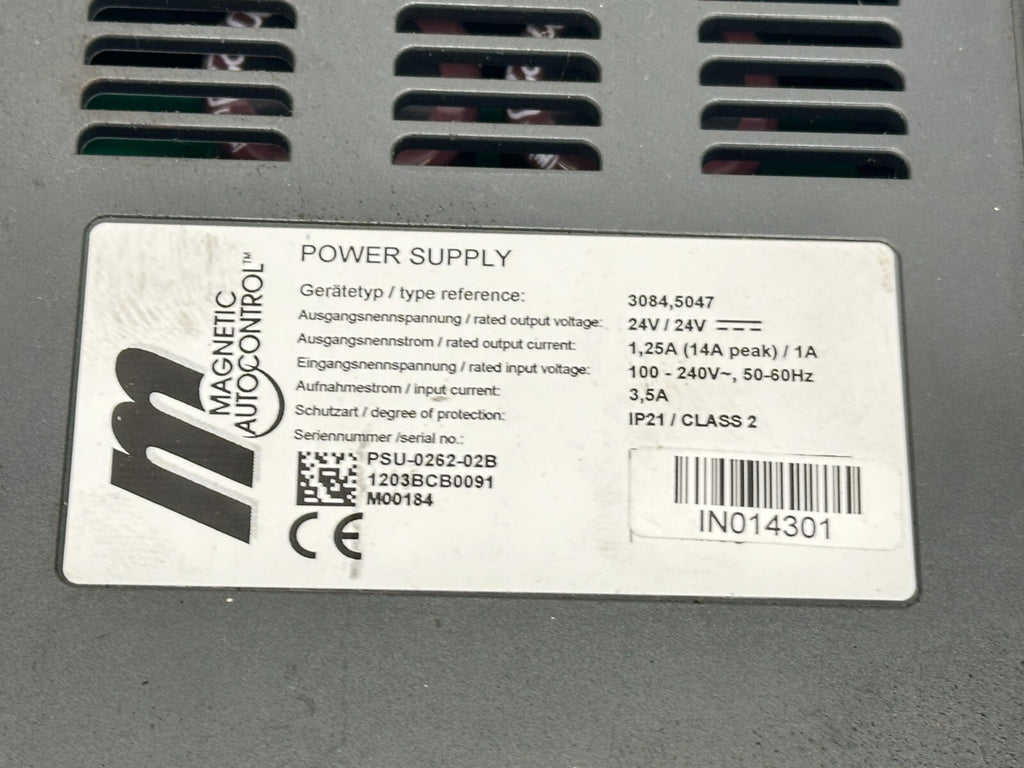 MAGNETIC
AUTOCONTROL™
POWER SUPPLY
Gerätetyp / type reference: 3084,5047
Ausgangsnennspannung / rated output voltage: 24V / 24V
Ausgangsnennstrom / rated output current: 1,25A (14A peak) / 1A
Eingangsnennspannung / rated input voltage: 100 - 240V~, 50-60Hz
Aufnahmestrom / input current: 3,5A
Schutzart / degree of protection: IP21 / CLASS 2
Seriennummer /serial no.:
PSU-0262-02B
1203BCB0091
M00184
CE
IN014301